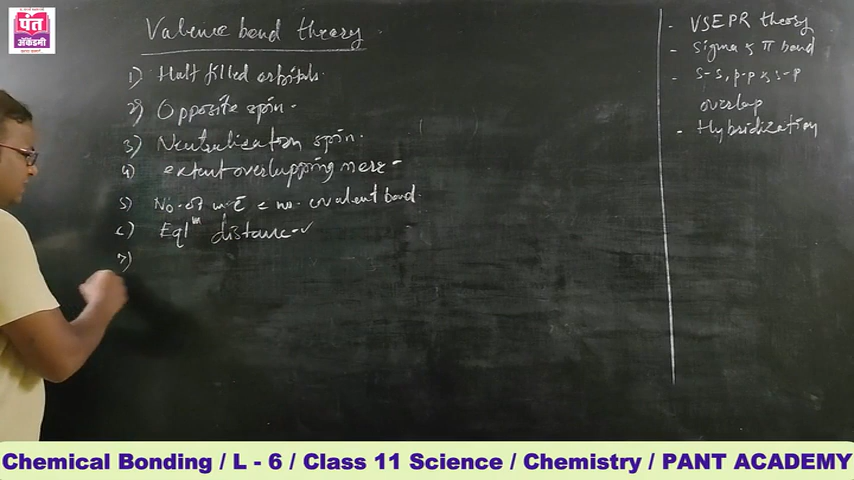 पंत
अॅकॅडमी
Valence bond theory
1) Half filled orbitals.
2) Opposite spin.
3) Neutralisation spin.
4) extent overlapping more -
5) No. of = no. covalent bond.
6) Eqlm distance
7)
- VSEPR theory
- Sigma & π bond
- s-s, p-p & s-p
overlap
- Hybridization
Chemical Bonding / L - 6 / Class 11 Science / Chemistry / PANT ACADEMY